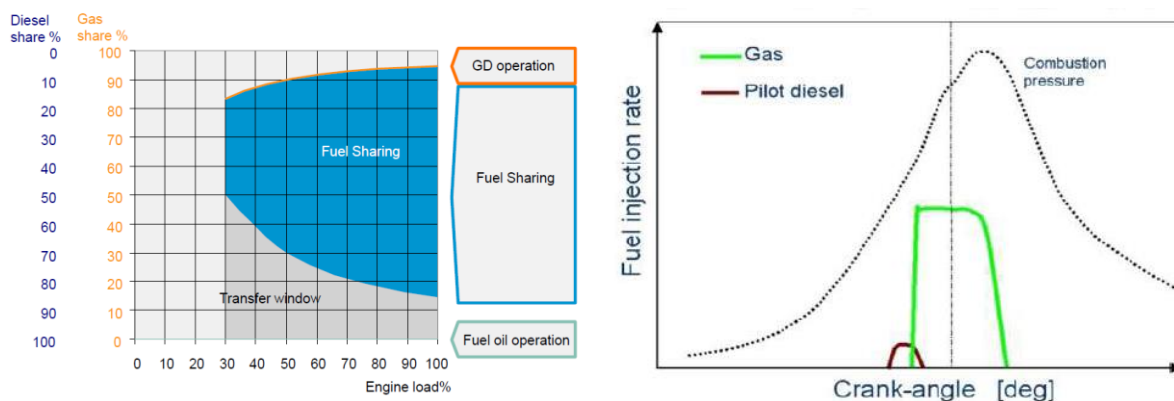 Diesel
share %
Gas
share %
0
10
20
30
40
50
60
70
80
90
100
100
90
80
70
60
50
40
30
20
10
0
Fuel Sharing
Transfer window
0 10 20 30 40 50 60 70 80 90 100
Engine load%
GD operation
Fuel Sharing
Fuel oil operation
Fuel injection rate
Gas
Pilot diesel
Combustion
pressure
Crank-angle [deg]